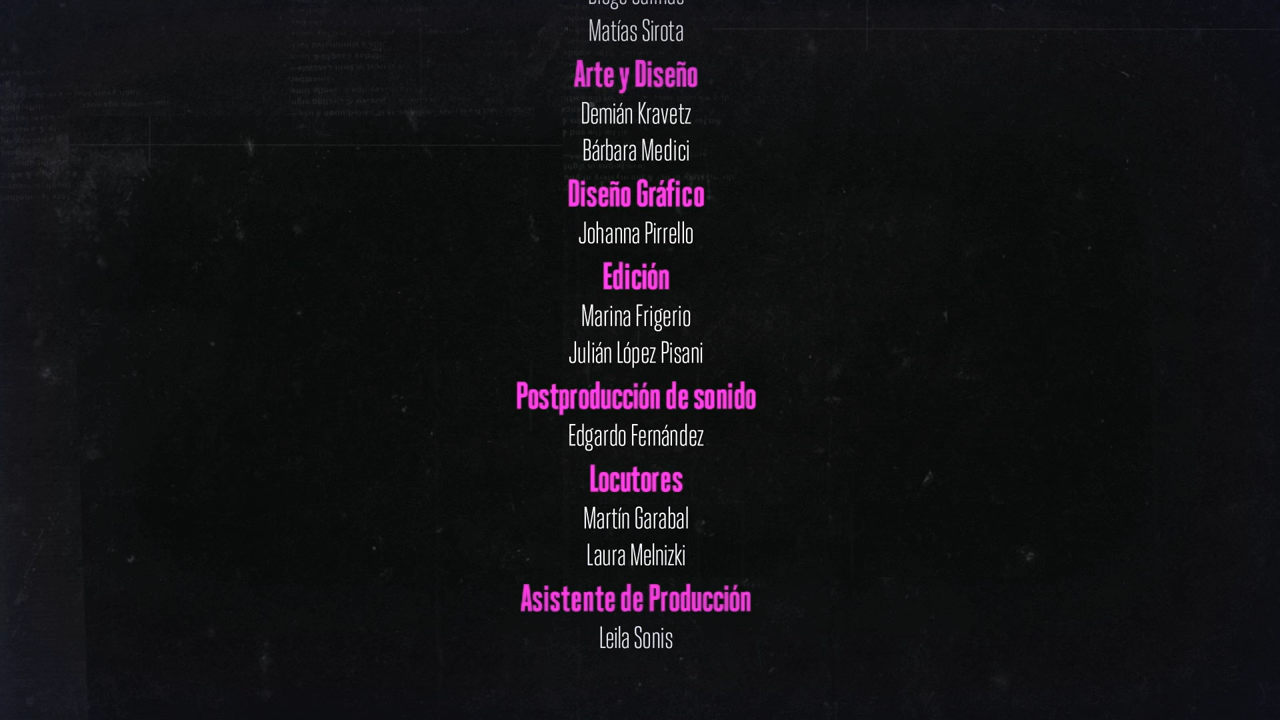 Matías Sirota
Arte y Diseño
Demián Kravetz
Bárbara Medici
Diseño Gráfico
Johanna Pirrello
Edición
Marina Frigerio
Julián López Pisani
Postproducción de sonido
Edgardo Fernández
Locutores
Martín Garabal
Laura Melnizki
Asistente de Producción
Leila Sonis